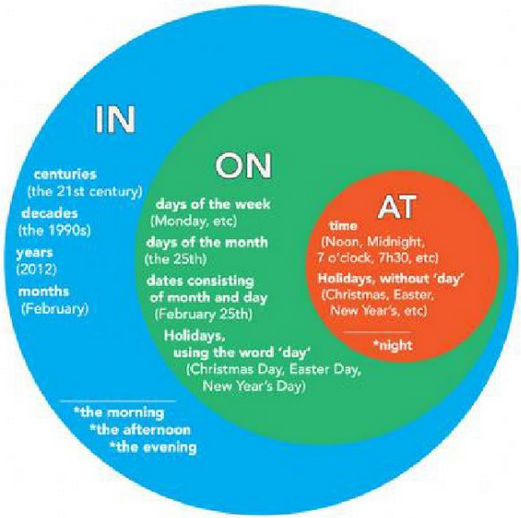 IN
centuries
(the 21st century)
decades
(the 1990s)
years
(2012)
months
(February)
*the morning
*the afternoon
*the evening
ON
days of the week
(Monday, etc)
days of the month
(the 25th)
dates consisting
of month and day
(February 25th)
Holidays,
using the word 'day'
(Christmas Day, Easter Day,
New Year's Day)
AT
time
(Noon, Midnight,
7 o'clock, 7h30, etc)
Holidays, without 'day'
(Christmas, Easter,
New Year's, etc)
*night